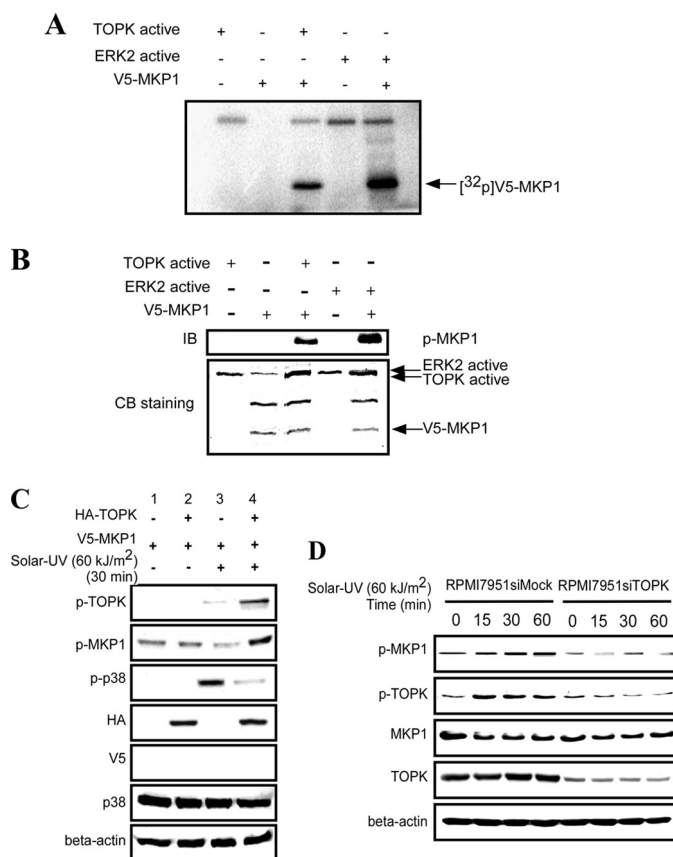 A
TOPK active + - + - -
ERK2 active - - - + +
V5-MKP1 - + + - +
[32p]V5-MKP1
B
TOPK active + - + - -
ERK2 active - - - + +
V5-MKP1 - + + - +
IB p-MKP1
ERK2 active
TOPK active
CB staining
V5-MKP1
C
1 2 3 4
HA-TOPK - + - +
V5-MKP1 + + + +
Solar-UV (60 kJ/m2) - - + +
(30 min)
p-TOPK
p-MKP1
p-p38
HA
V5
p38
beta-actin
D
Solar-UV (60 kJ/m2) RPMI7951siMock RPMI7951siTOPK
Time (min) 0 15 30 60 0 15 30 60
p-MKP1
p-TOPK
MKP1
TOPK
beta-actin